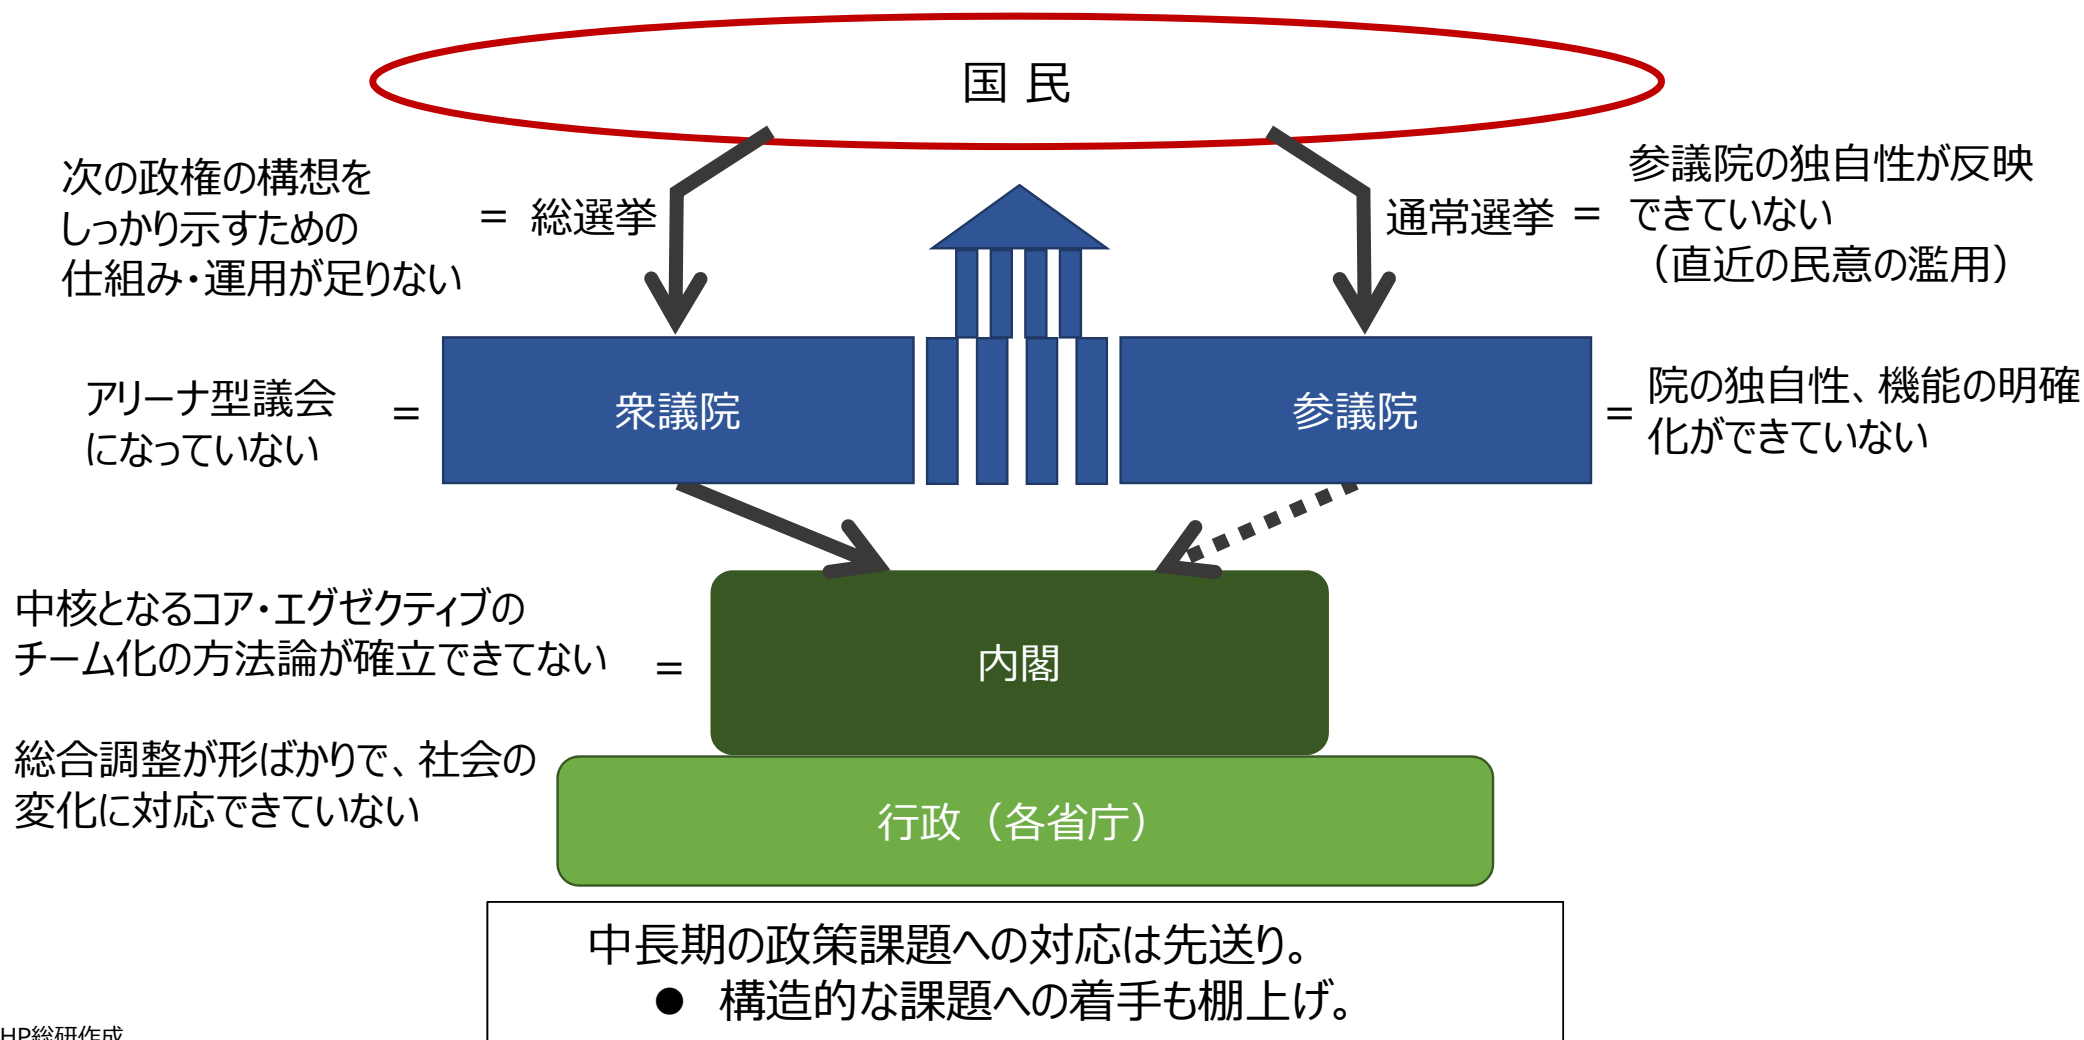 国 民
次の政権の構想を
しっかり示すための
仕組み・運用が足りない
= 総選挙
通常選挙 =
参議院の独自性が反映
できていない
（直近の民意の濫用）
アリーナ型議会
になっていない
=
衆議院
参議院
=
院の独自性、機能の明確
化ができていない
中核となるコア・エグゼクティブの
チーム化の方法論が確立できてない
=
内閣
総合調整が形ばかりで、社会の
変化に対応できていない
行政（各省庁）
中長期の政策課題への対応は先送り。
● 構造的な課題への着手も棚上げ。
HP総研作成